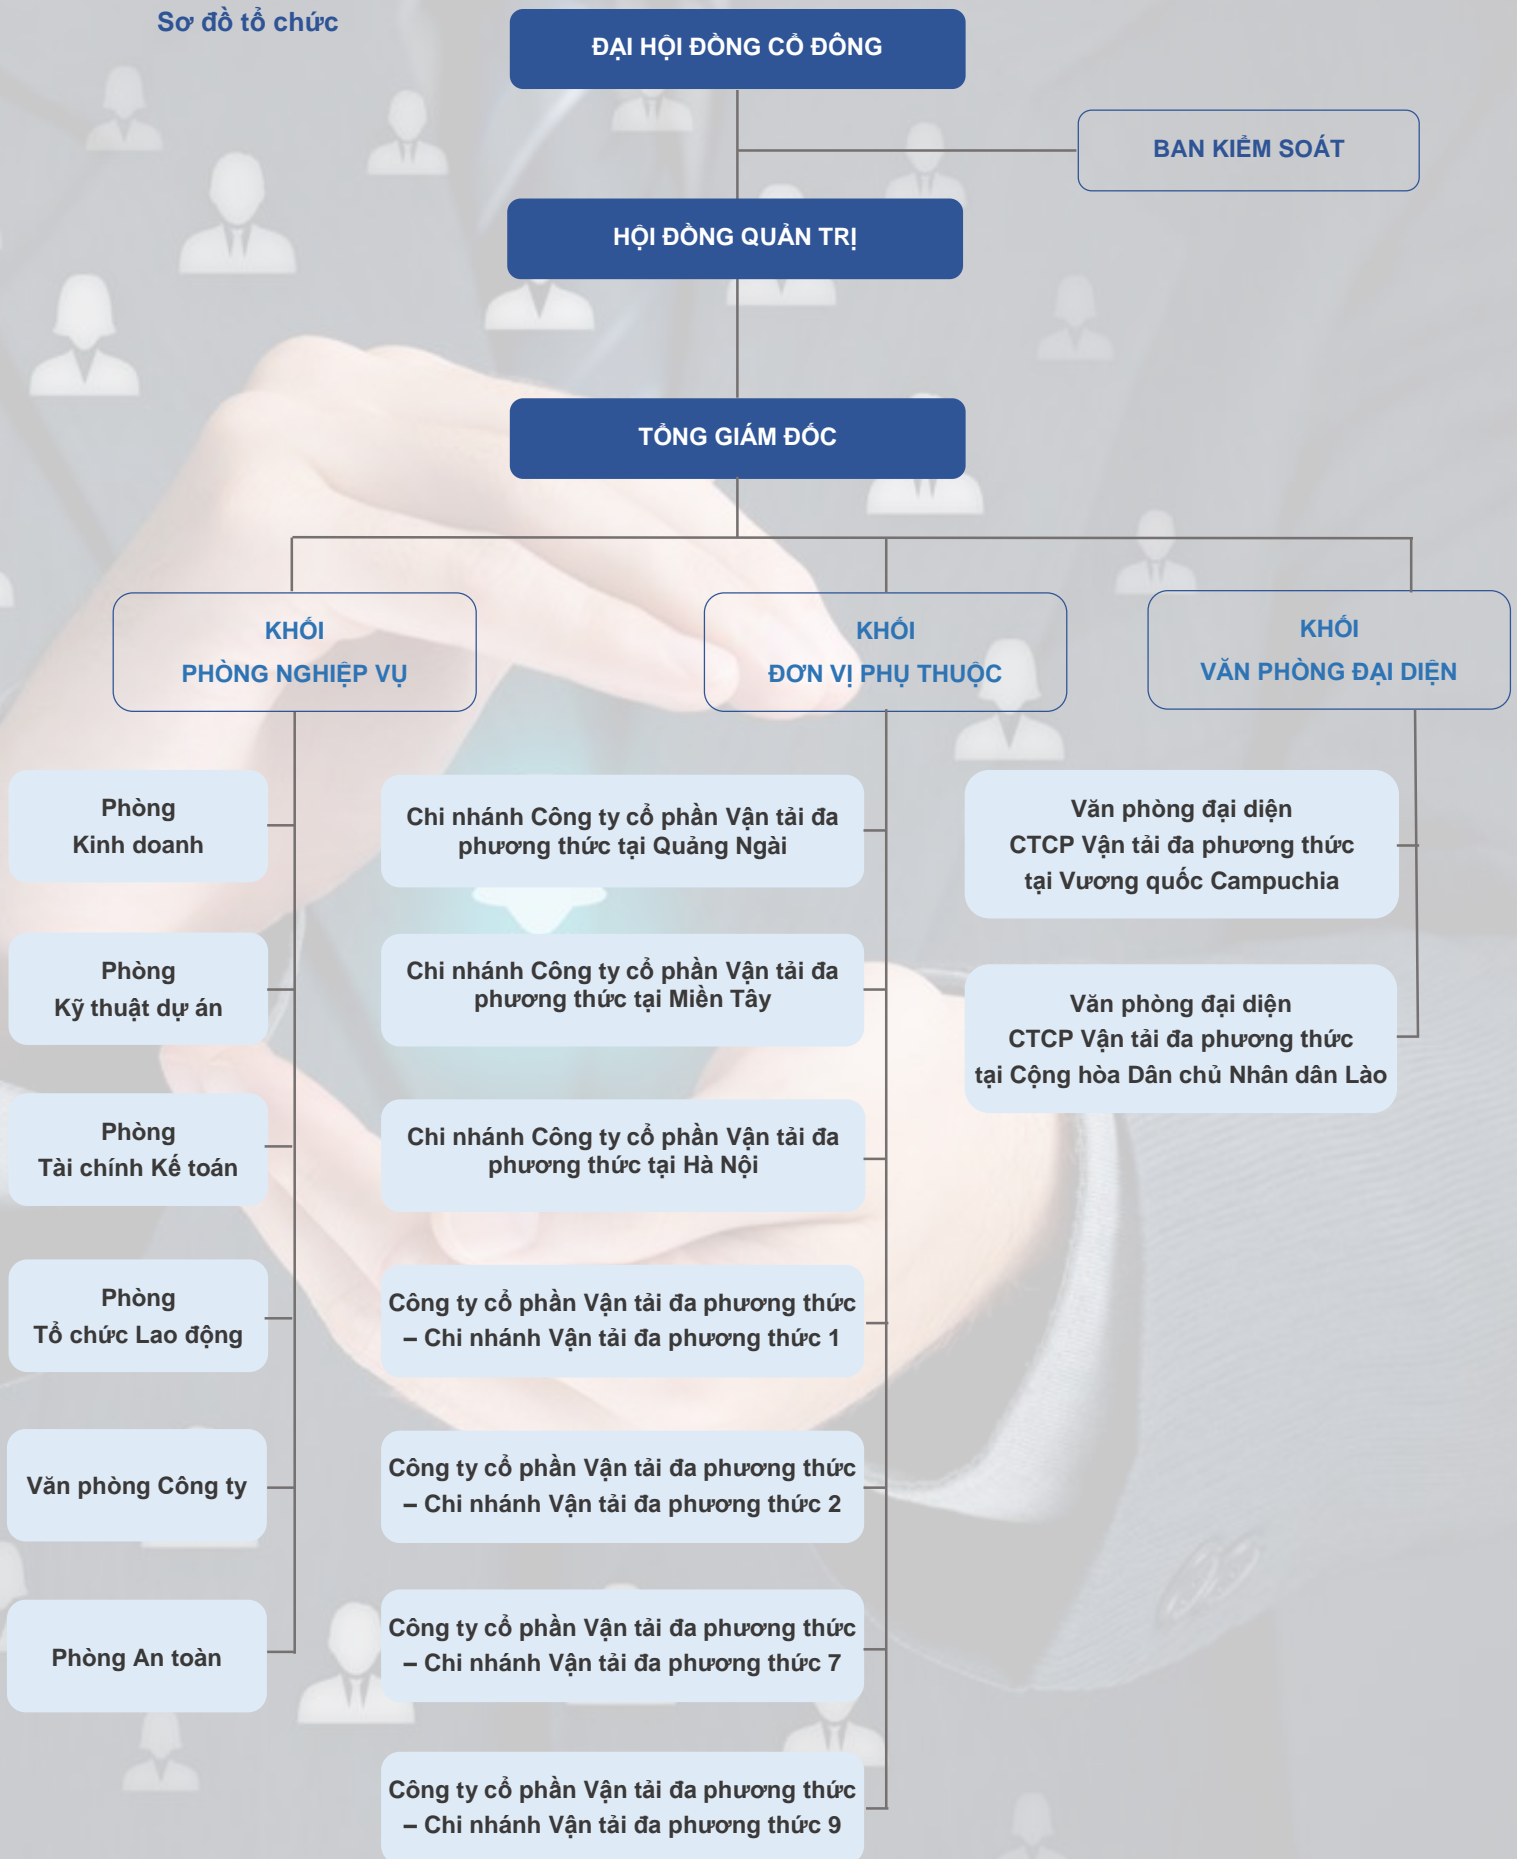 Sơ đồ tổ chức
ĐẠI HỘI ĐỒNG CỔ ĐÔNG
BAN KIỂM SOÁT
HỘI ĐỒNG QUẢN TRỊ
TỔNG GIÁM ĐỐC
KHỐI
PHÒNG NGHIỆP VỤ
KHỐI
ĐƠN VỊ PHỤ THUỘC
KHỐI
VĂN PHÒNG ĐẠI DIỆN
Phòng
Kinh doanh
Phòng
Kỹ thuật dự án
Phòng
Tài chính Kế toán
Phòng
Tổ chức Lao động
Văn phòng Công ty
Phòng An toàn
Chi nhánh Công ty cổ phần Vận tải đa
phương thức tại Quảng Ngài
Chi nhánh Công ty cổ phần Vận tải đa
phương thức tại Miền Tây
Chi nhánh Công ty cổ phần Vận tải đa
phương thức tại Hà Nội
Công ty cổ phần Vận tải đa phương thức
– Chi nhánh Vận tải đa phương thức 1
Công ty cổ phần Vận tải đa phương thức
– Chi nhánh Vận tải đa phương thức 2
Công ty cổ phần Vận tải đa phương thức
– Chi nhánh Vận tải đa phương thức 7
Công ty cổ phần Vận tải đa phương thức
– Chi nhánh Vận tải đa phương thức 9
Văn phòng đại diện
CTCP Vận tải đa phương thức
tại Vương quốc Campuchia
Văn phòng đại diện
CTCP Vận tải đa phương thức
tại Cộng hòa Dân chủ Nhân dân Lào